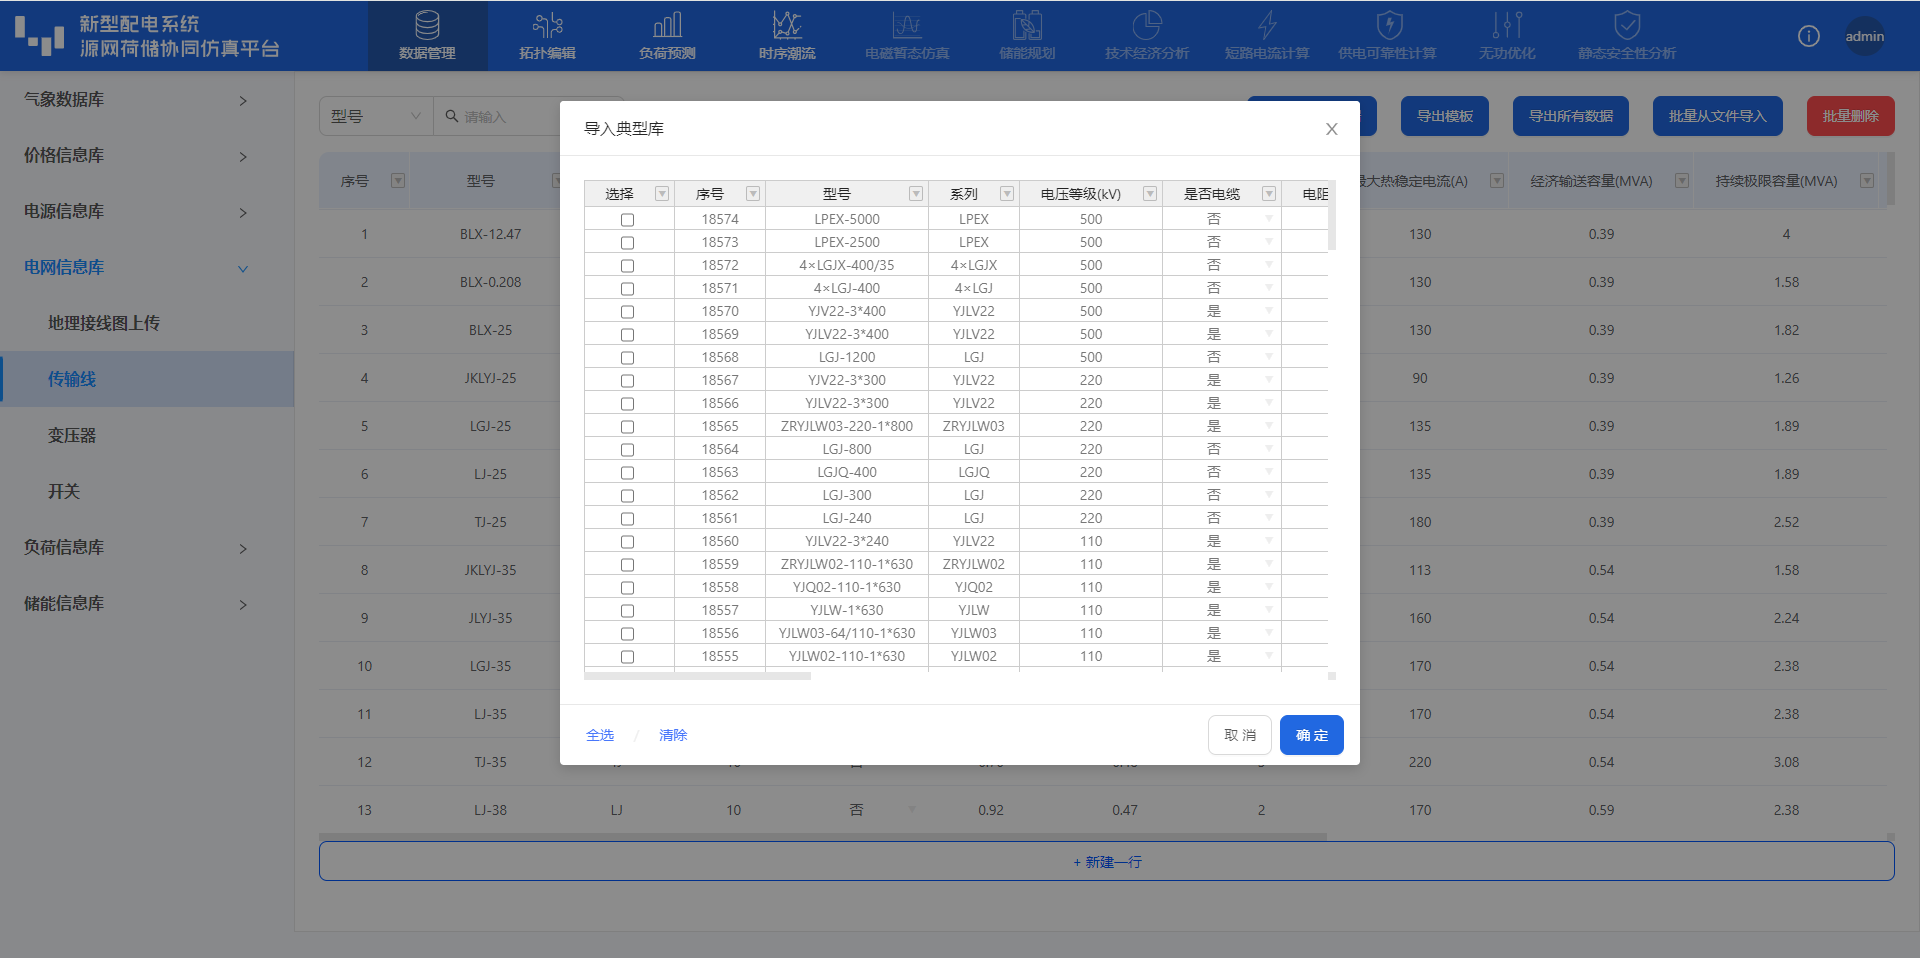 新型配电系统
源网荷储协同仿真平台
数据管理
拓扑编辑
负荷预测
时序潮流
电磁暂态仿真
储能规划
技术经济分析
短路电流计算
供电可靠性计算
无功优化
静态安全性分析
admin
气象数据库
价格信息库
电源信息库
电网信息库
地理接线图上传
传输线
变压器
开关
负荷信息库
储能信息库
型号 请输入
导出模板
导出所有数据
批量从文件导入
批量删除
序号 型号 最大热稳定电流(A) 经济输送容量(MVA) 持续极限容量(MVA)
1 BLX-12.47 130 0.39 4
2 BLX-0.208 130 0.39 1.58
3 BLX-25 130 0.39 1.82
4 JKLYJ-25 90 0.39 1.26
5 LGJ-25 135 0.39 1.89
6 LJ-25 135 0.39 1.89
7 TJ-25 180 0.39 2.52
8 JKLYJ-35 113 0.54 1.58
9 JLYJ-35 160 0.54 2.24
10 LGJ-35 170 0.54 2.38
11 LJ-35 170 0.54 2.38
12 TJ-35 220 0.54 3.08
13 LJ-38 LJ 10 否 0.92 0.47 2 170 0.59 2.38
+ 新建一行
导入典型库
X
选择 序号 型号 系列 电压等级(kV) 是否电缆 电阻
18574 LPEX-5000 LPEX 500 否
18573 LPEX-2500 LPEX 500 否
18572 4×LGJX-400/35 4×LGJX 500 否
18571 4×LGJ-400 4×LGJ 500 否
18570 YJV22-3*400 YJLV22 500 是
18569 YJLV22-3*400 YJLV22 500 是
18568 LGJ-1200 LGJ 500 否
18567 YJV22-3*300 YJLV22 220 是
18566 YJLV22-3*300 YJLV22 220 是
18565 ZRYJLW03-220-1*800 ZRYJLW03 220 是
18564 LGJ-800 LGJ 220 否
18563 LGJQ-400 LGJQ 220 否
18562 LGJ-300 LGJ 220 否
18561 LGJ-240 LGJ 220 否
18560 YJLV22-3*240 YJLV22 110 是
18559 ZRYJLW02-110-1*630 ZRYJLW02 110 是
18558 YJQ02-110-1*630 YJQ02 110 是
18557 YJLW-1*630 YJLW 110 是
18556 YJLW03-64/110-1*630 YJLW03 110 是
18555 YJLW02-110-1*630 YJLW02 110 是
全选 / 清除
取 消
确 定